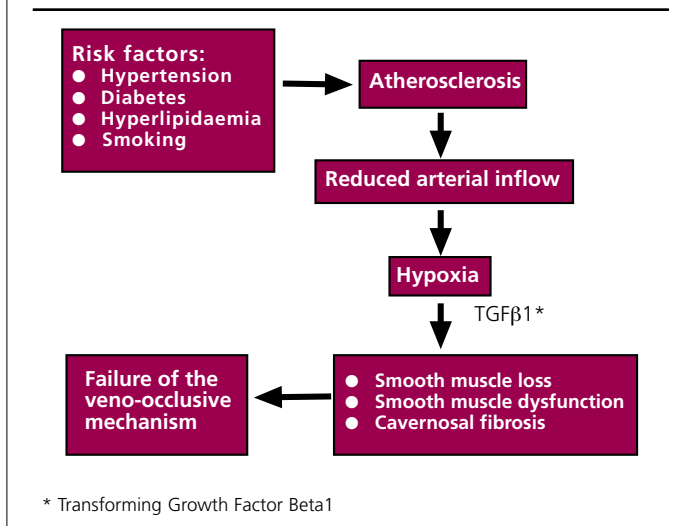 Risk factors:
● Hypertension
● Diabetes
● Hyperlipidaemia
● Smoking
Atherosclerosis
Reduced arterial inflow
Hypoxia
TGFβ1*
● Smooth muscle loss
● Smooth muscle dysfunction
● Cavernosal fibrosis
Failure of the
veno-occlusive
mechanism
* Transforming Growth Factor Beta1